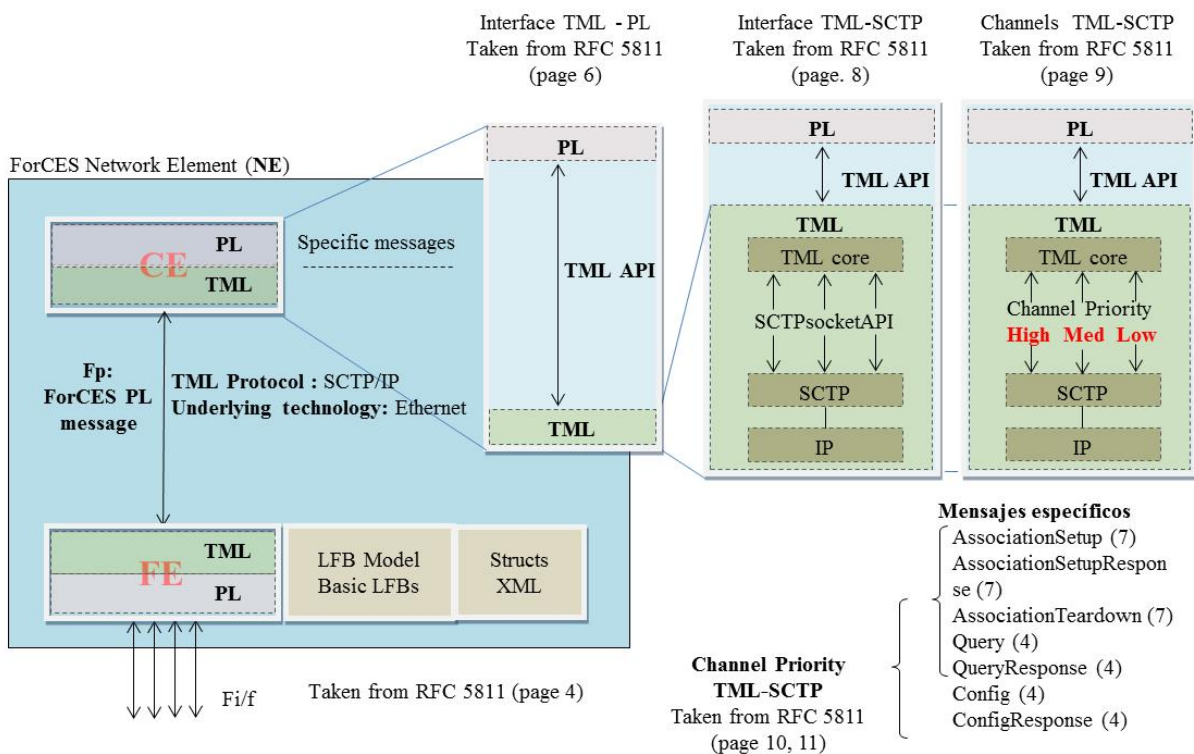 Interface TML - PL
Taken from RFC 5811
(page 6)
Interface TML-SCTP
Taken from RFC 5811
(page. 8)
Channels TML-SCTP
Taken from RFC 5811
(page 9)
ForCES Network Element (NE)
PL
CE
TML
Specific messages
Fp:
ForCES PL
message
TML Protocol : SCTP/IP
Underlying technology: Ethernet
TML
FE
PL
LFB Model
Basic LFBs
Structs
XML
Fi/f
Taken from RFC 5811 (page 4)
PL
TML API
TML
PL
TML API
TML
TML core
SCTPsocketAPI
SCTP
IP
PL
TML API
TML
TML core
Channel Priority
High Med Low
SCTP
IP
Channel Priority
TML-SCTP
Taken from RFC 5811
(page 10, 11)
Mensajes específicos
AssociationSetup (7)
AssociationSetupRespon
se (7)
AssociationTeardown (7)
Query (4)
QueryResponse (4)
Config (4)
ConfigResponse (4)